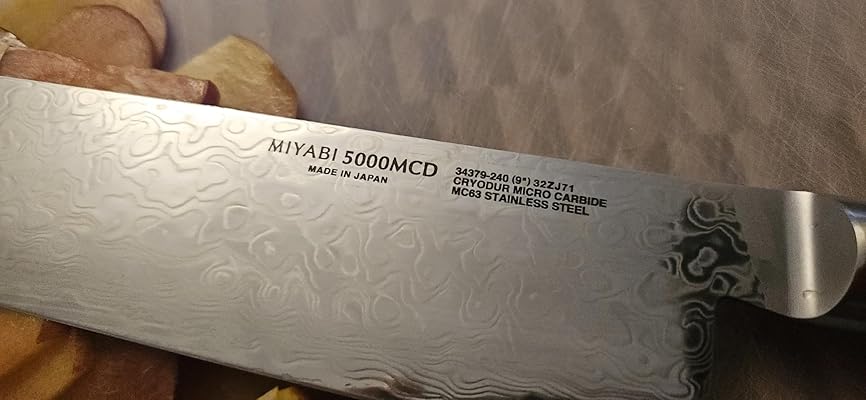 MIYABI 5000MCD
MADE IN JAPAN
34379-240 (9") 32ZJ71
CRYODUR MICRO CARBIDE
MC63 STAINLESS STEEL